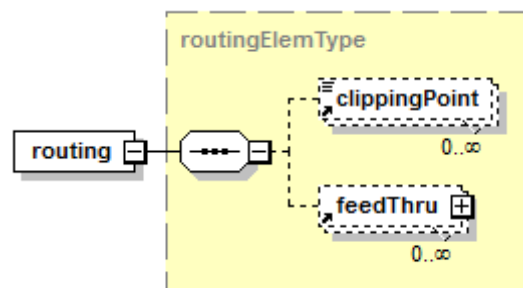 routingElemType
clippingPoint
0..∞
routing
feedThru
0..∞